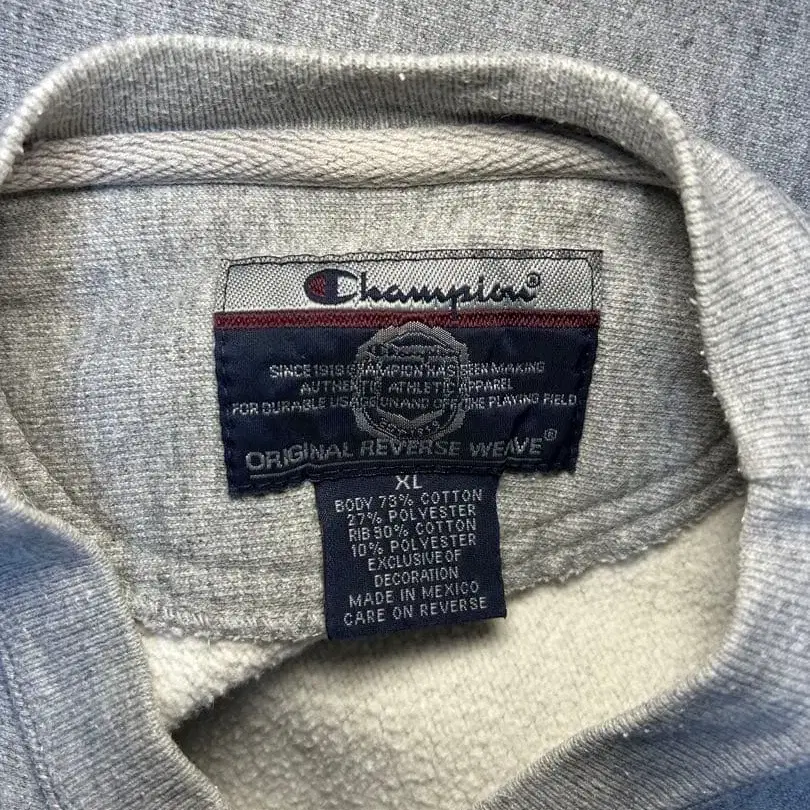 Champion®
Champion
SINCE 1919 CHAMPION HAS BEEN MAKING
AUTHENTIC ATHLETIC APPAREL
FOR DURABLE USAGE ON AND OFF THE PLAYING FIELD
ORIGINAL REVERSE WEAVE®
XL
BODY 73% COTTON
27% POLYESTER
RIB 90% COTTON
10% POLYESTER
EXCLUSIVE OF
DECORATION
MADE IN MEXICO
CARE ON REVERSE